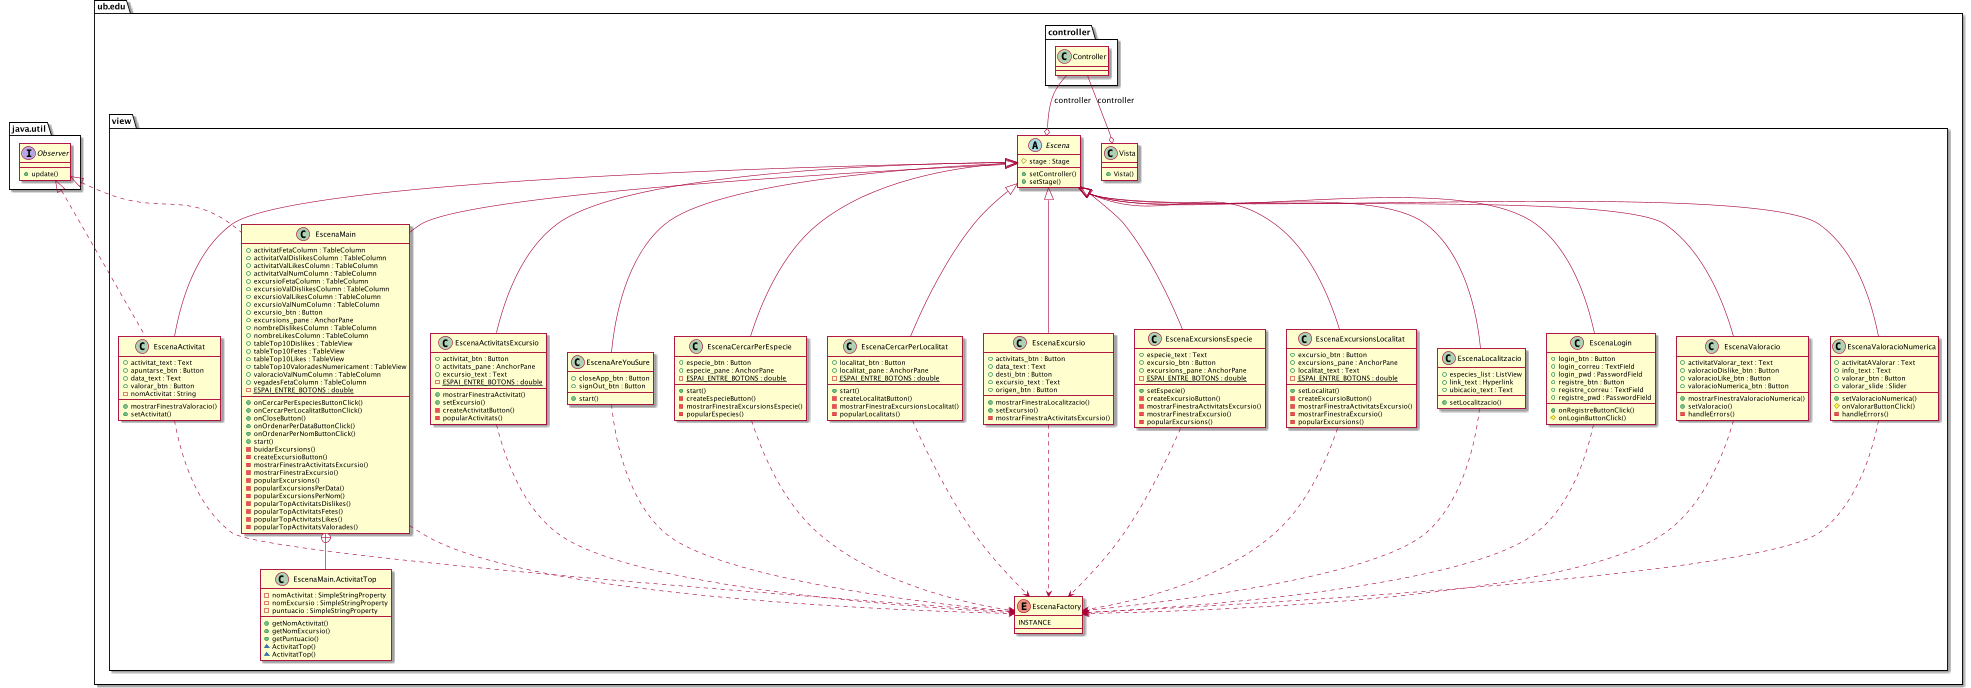 ub.edu
controller
C Controller
controller
controller
view
java.util
I Observer
update()
A Escena
stage : Stage
setController()
setStage()
C Vista
Vista()
C EscenaMain
activitatFetaColumn : TableColumn
activitatValDislikesColumn : TableColumn
activitatValLikesColumn : TableColumn
activitatValNumColumn : TableColumn
excursioFetaColumn : TableColumn
excursioValDislikesColumn : TableColumn
excursioValLikesColumn : TableColumn
excursioValNumColumn : TableColumn
excursio_btn : Button
excursions_pane : AnchorPane
nombreDislikesColumn : TableColumn
nombreLikesColumn : TableColumn
tableTop10Dislikes : TableView
tableTop10Fetes : TableView
tableTop10Likes : TableView
tableTop10ValoradesNumericament : TableView
valoracioValNumColumn : TableColumn
vegadesFetaColumn : TableColumn
ESPAI_ENTRE_BOTONS : double
onCercarPerEspeciesButtonClick()
onCercarPerLocalitatButtonClick()
onCloseButton()
onOrdenarPerDataButtonClick()
onOrdenarPerNomButtonClick()
start()
buidarExcursions()
createExcursioButton()
mostrarFinestraActivitatsExcursio()
mostrarFinestraExcursio()
popularExcursions()
popularExcursionsPerData()
popularExcursionsPerNom()
popularTopActivitatsDislikes()
popularTopActivitatsFetes()
popularTopActivitatsLikes()
popularTopActivitatsValorades()
C EscenaActivitat
activitat_text : Text
apuntarse_btn : Button
data_text : Text
valorar_btn : Button
nomActivitat : String
mostrarFinestraValoracio()
setActivitat()
C EscenaActivitatsExcursio
activitat_btn : Button
activitats_pane : AnchorPane
excursio_text : Text
ESPAI_ENTRE_BOTONS : double
mostrarFinestraActivitat()
setExcursio()
createActivitatButton()
popularActivitats()
C EscenaAreYouSure
closeApp_btn : Button
signOut_btn : Button
start()
C EscenaCercarPerEspecie
especie_btn : Button
especie_pane : AnchorPane
ESPAI_ENTRE_BOTONS : double
start()
createEspecieButton()
mostrarFinestraExcursionsEspecie()
popularEspecies()
C EscenaCercarPerLocalitat
localitat_btn : Button
localitat_pane : AnchorPane
ESPAI_ENTRE_BOTONS : double
start()
createLocalitatButton()
mostrarFinestraExcursionsLocalitat()
popularLocalitats()
C EscenaExcursio
activitats_btn : Button
data_text : Text
desti_btn : Button
excursio_text : Text
origen_btn : Button
mostrarFinestraLocalitzacio()
setExcursio()
mostrarFinestraActivitatsExcursio()
C EscenaExcursionsEspecie
especie_text : Text
excursio_btn : Button
excursions_pane : AnchorPane
ESPAI_ENTRE_BOTONS : double
setEspecie()
createExcursioButton()
mostrarFinestraActivitatsExcursio()
mostrarFinestraExcursio()
popularExcursions()
C EscenaExcursionsLocalitat
excursio_btn : Button
excursions_pane : AnchorPane
localitat_text : Text
ESPAI_ENTRE_BOTONS : double
setLocalitat()
createExcursioButton()
mostrarFinestraActivitatsExcursio()
mostrarFinestraExcursio()
popularExcursions()
C EscenaLocalitzacio
especies_list : ListView
link_text : Hyperlink
ubicacio_text : Text
setLocalitzacio()
C EscenaLogin
login_btn : Button
login_correu : TextField
login_pwd : PasswordField
registre_btn : Button
registre_correu : TextField
registre_pwd : PasswordField
onRegistreButtonClick()
onLoginButtonClick()
C EscenaValoracio
activitatValorar_text : Text
valoracioDislike_btn : Button
valoracioLike_btn : Button
valoracioNumerica_btn : Button
mostrarFinestraValoracioNumerica()
setValoracio()
handleErrors()
C EscenaValoracioNumerica
activitatAValorar : Text
info_text : Text
valorar_btn : Button
valorar_slide : Slider
setValoracioNumerica()
onValorarButtonClick()
handleErrors()
C EscenaMain.ActivitatTop
nomActivitat : SimpleStringProperty
nomExcursio : SimpleStringProperty
puntuacio : SimpleStringProperty
getNomActivitat()
getNomExcursio()
getPuntuacio()
ActivitatTop()
ActivitatTop()
E EscenaFactory
INSTANCE